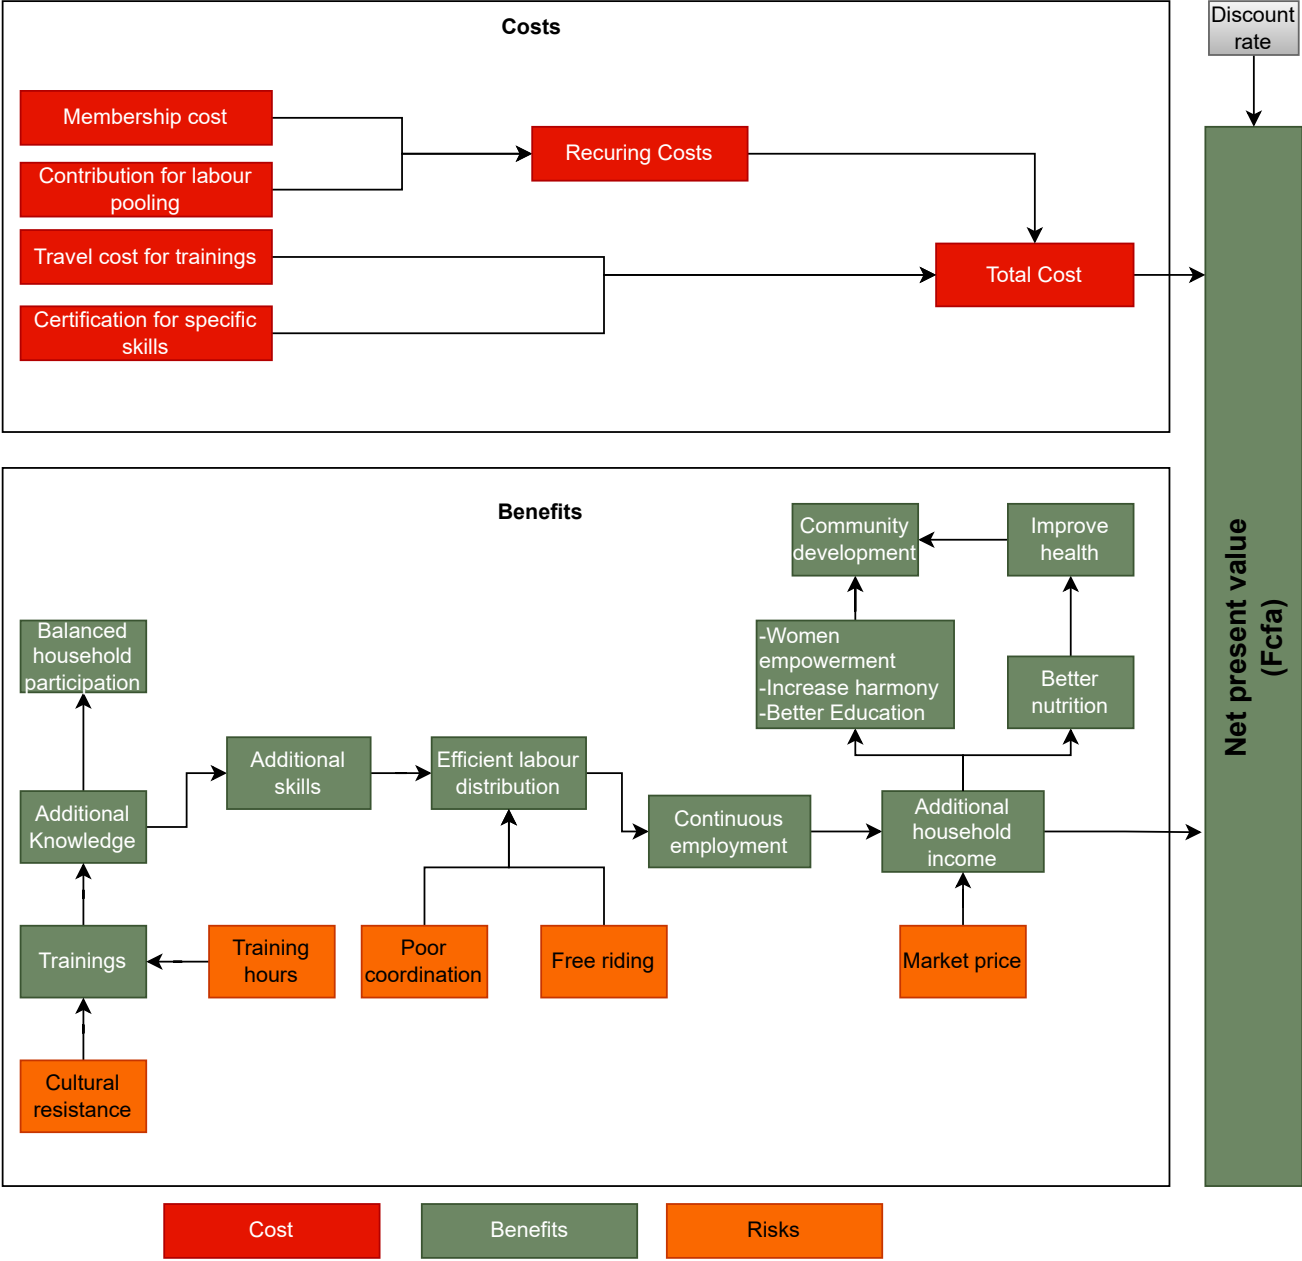 Costs
Discount
rate
Membership cost
Contribution for labour
pooling
Recuring Costs
Travel cost for trainings
Certification for specific
skills
Total Cost
Net present value
(Fcfa)
Benefits
Community
development
Improve
health
Balanced
household
participation
-Women
empowerment
-Increase harmony
-Better Education
Better
nutrition
Additional
skills
Efficient labour
distribution
Additional
Knowledge
Continuous
employment
Additional
household
income
Trainings
Training
hours
Poor
coordination
Free riding
Market price
Cultural
resistance
Cost
Benefits
Risks